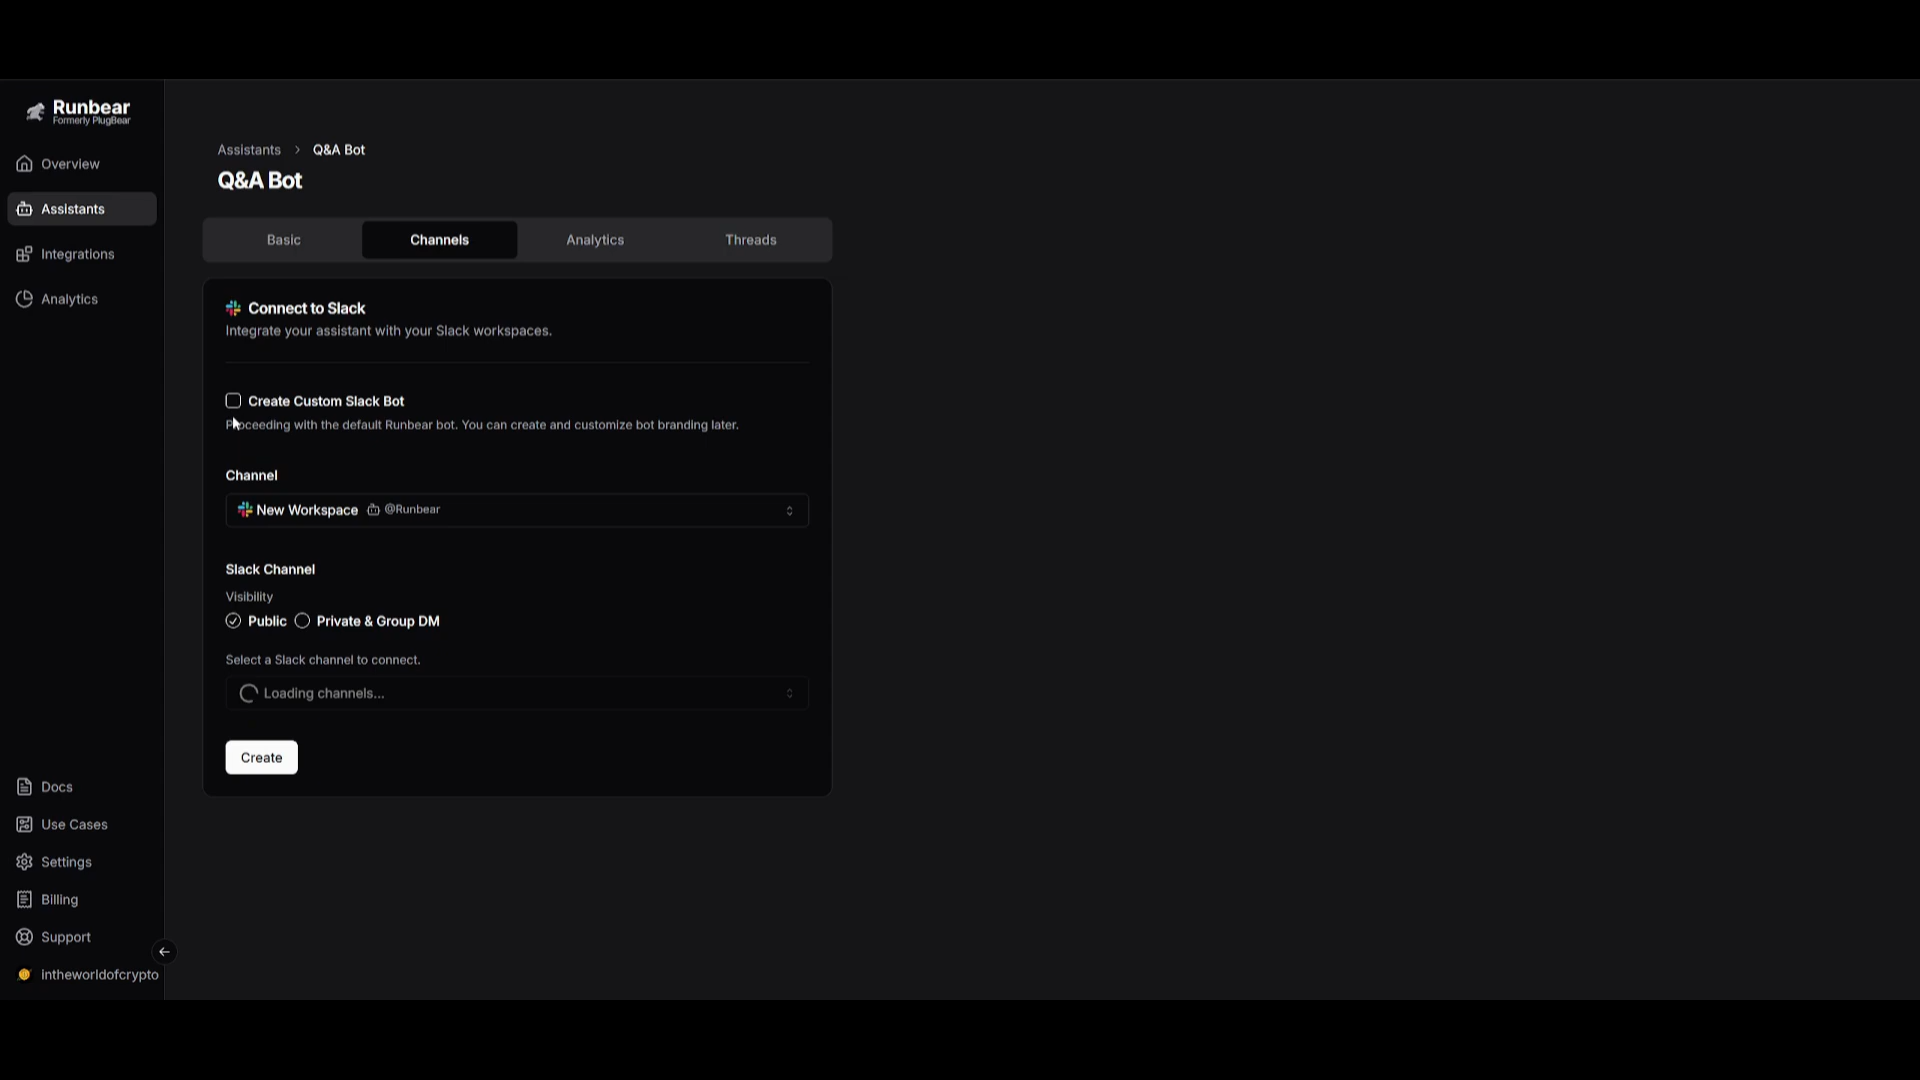 Runbear
Formerly PlugBear
Overview
Assistants
Integrations
Analytics
Docs
Use Cases
Settings
Billing
Support
intheworldofcrypto
Assistants > Q&A Bot
Q&A Bot
Basic Channels Analytics Threads
Connect to Slack
Integrate your assistant with your Slack workspaces.
Create Custom Slack Bot
Proceeding with the default Runbear bot. You can create and customize bot branding later.
Channel
New Workspace @Runbear
Slack Channel
Visibility
Public Private & Group DM
Select a Slack channel to connect.
Loading channels...
Create